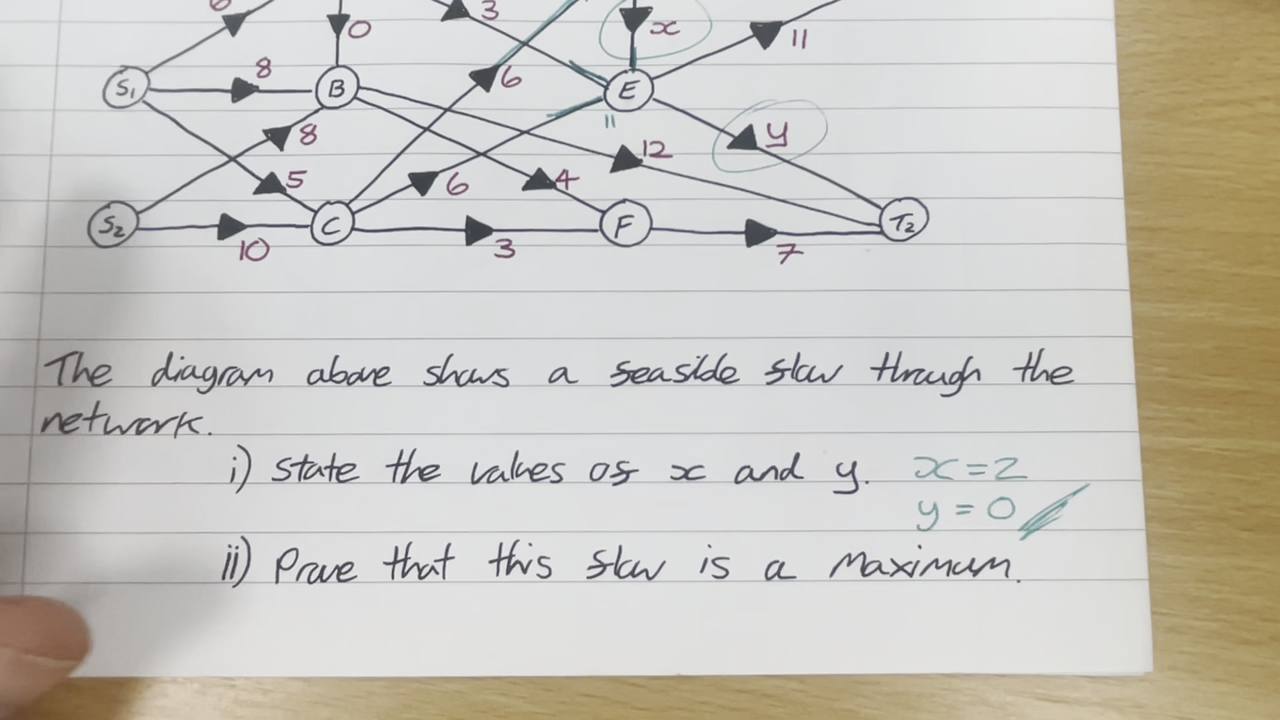 6 3 x
0 11
S1 8 B 6 E
11 y
8 12
5 6 4
S2 C F T2
10 3 7
The diagram above shows a feasible flow through the
network.
i) State the values of x and y. x=2
y=0
ii) Prove that this flow is a maximum.